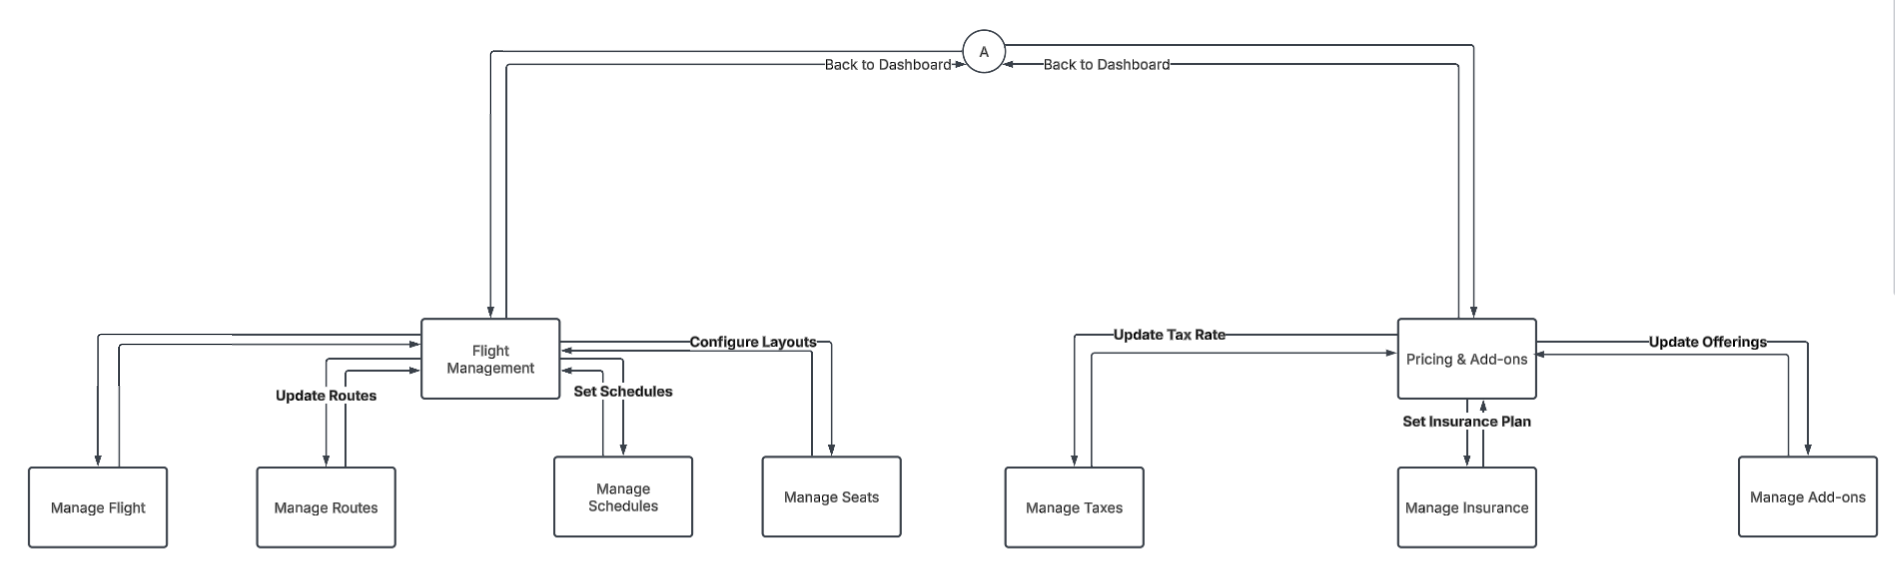 A
Back to Dashboard
Back to Dashboard
Flight
Management
Configure Layouts
Update Routes
Set Schedules
Update Tax Rate
Pricing & Add-ons
Update Offerings
Set Insurance Plan
Manage Flight
Manage Routes
Manage
Schedules
Manage Seats
Manage Taxes
Manage Insurance
Manage Add-ons